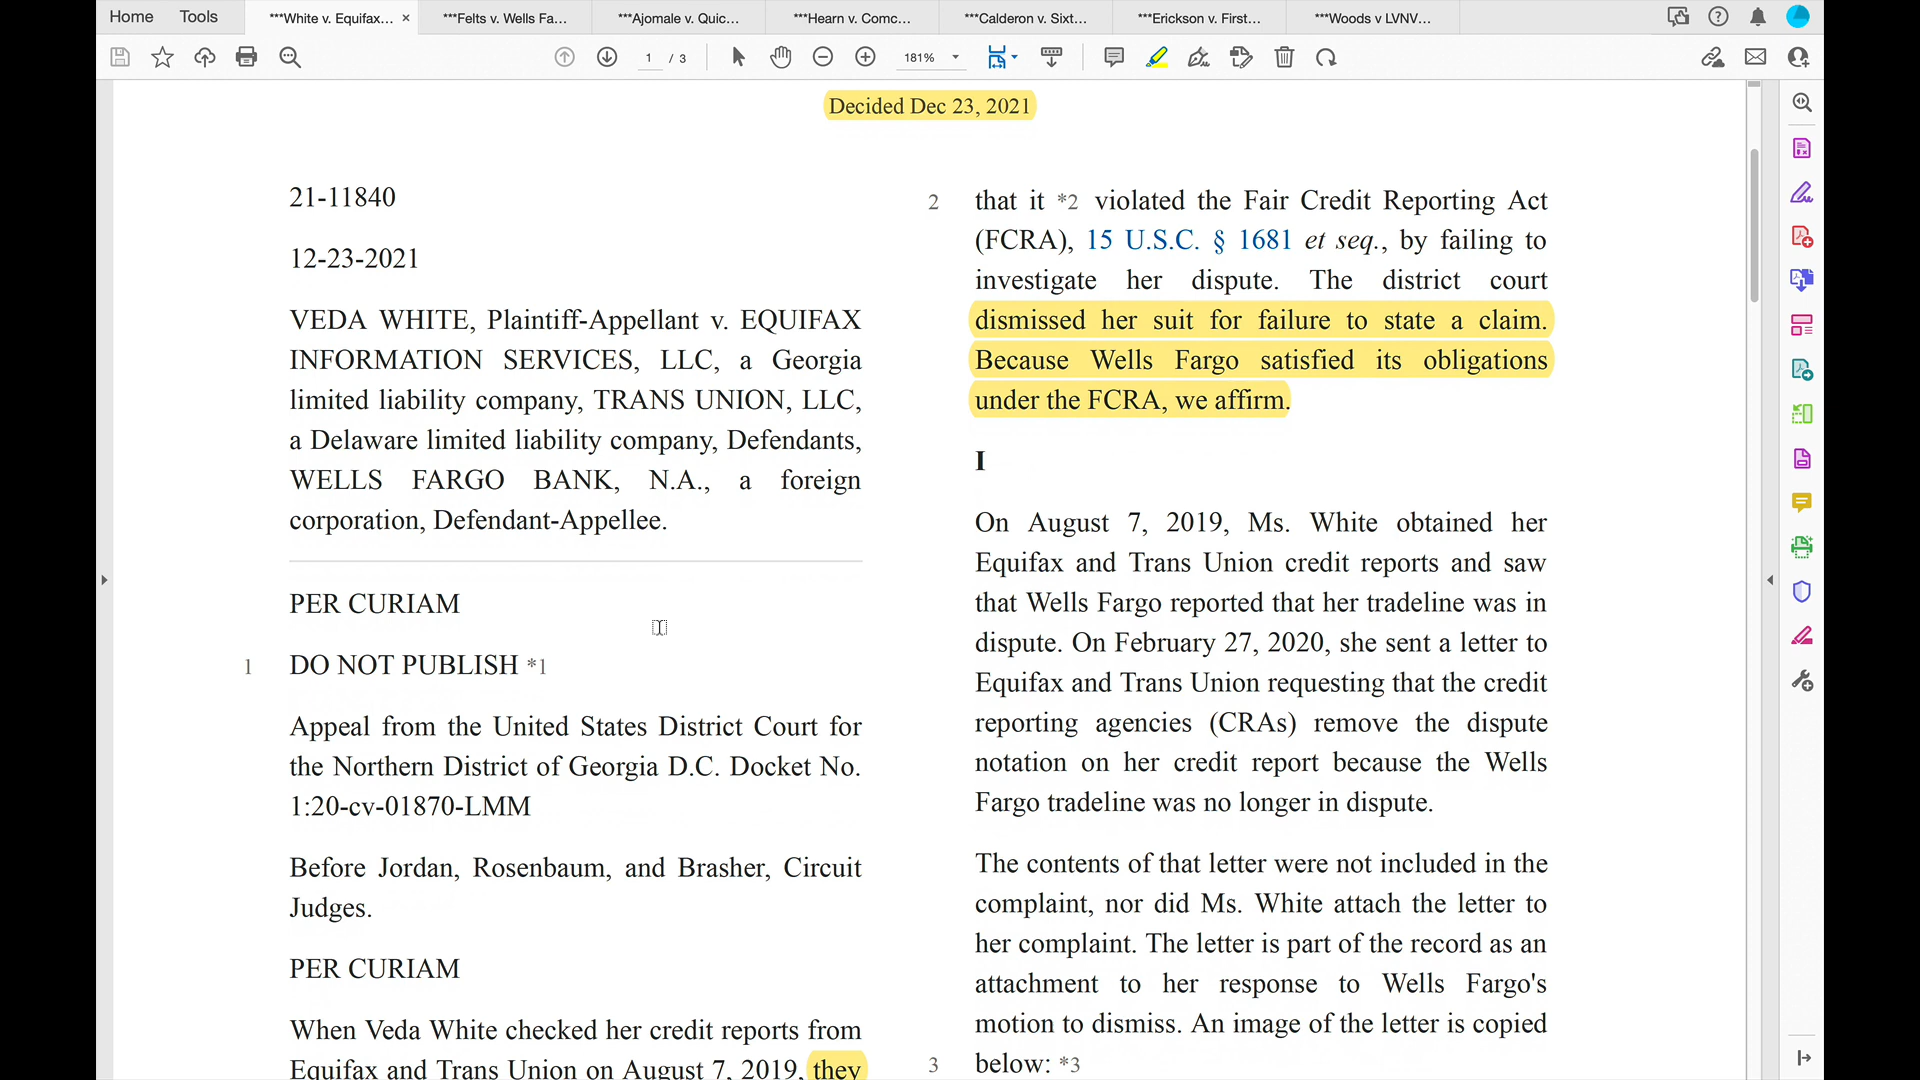 Home
Tools
***White v. Equifax...
***Felts v. Wells Fa...
***Ajomale v. Quic...
***Hearn v. Comc...
***Calderon v. Sixt...
***Erickson v. First...
***Woods v LVNV...
1 / 3
181%
Decided Dec 23, 2021
21-11840
12-23-2021
VEDA WHITE, Plaintiff-Appellant v. EQUIFAX
INFORMATION SERVICES, LLC, a Georgia
limited liability company, TRANS UNION, LLC,
a Delaware limited liability company, Defendants,
WELLS FARGO BANK, N.A., a foreign
corporation, Defendant-Appellee.
PER CURIAM
1 DO NOT PUBLISH *1
Appeal from the United States District Court for
the Northern District of Georgia D.C. Docket No.
1:20-cv-01870-LMM
Before Jordan, Rosenbaum, and Brasher, Circuit
Judges.
PER CURIAM
When Veda White checked her credit reports from
Equifax and Trans Union on August 7, 2019, they
2 that it *2 violated the Fair Credit Reporting Act
(FCRA), 15 U.S.C. § 1681 et seq., by failing to
investigate her dispute. The district court
dismissed her suit for failure to state a claim.
Because Wells Fargo satisfied its obligations
under the FCRA, we affirm.
I
On August 7, 2019, Ms. White obtained her
Equifax and Trans Union credit reports and saw
that Wells Fargo reported that her tradeline was in
dispute. On February 27, 2020, she sent a letter to
Equifax and Trans Union requesting that the credit
reporting agencies (CRAs) remove the dispute
notation on her credit report because the Wells
Fargo tradeline was no longer in dispute.
The contents of that letter were not included in the
complaint, nor did Ms. White attach the letter to
her complaint. The letter is part of the record as an
attachment to her response to Wells Fargo's
motion to dismiss. An image of the letter is copied
3 below: *3